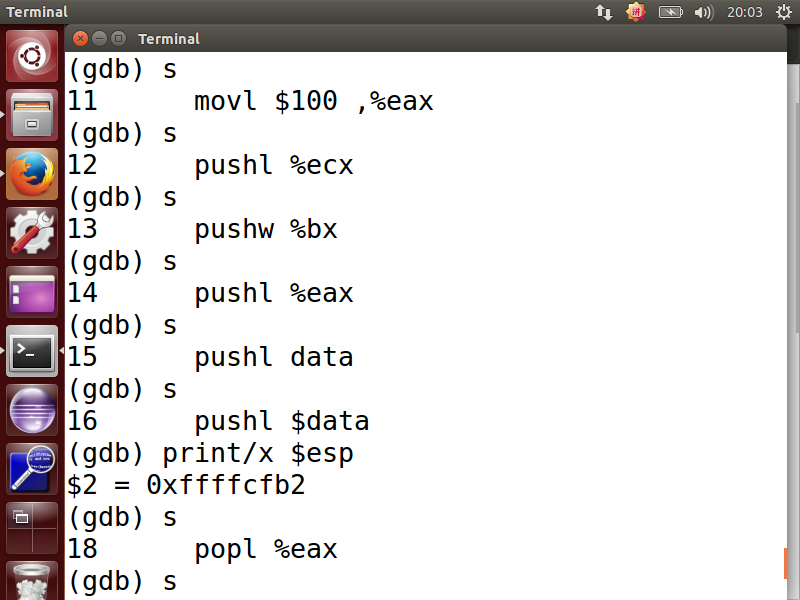 Terminal
拼
20:03
Terminal
(gdb) s
11      movl $100 ,%eax
(gdb) s
12      pushl %ecx
(gdb) s
13      pushw %bx
(gdb) s
14      pushl %eax
(gdb) s
15      pushl data
(gdb) s
16      pushl $data
(gdb) print/x $esp
$2 = 0xffffcfb2
(gdb) s
18      popl %eax
(gdb) s